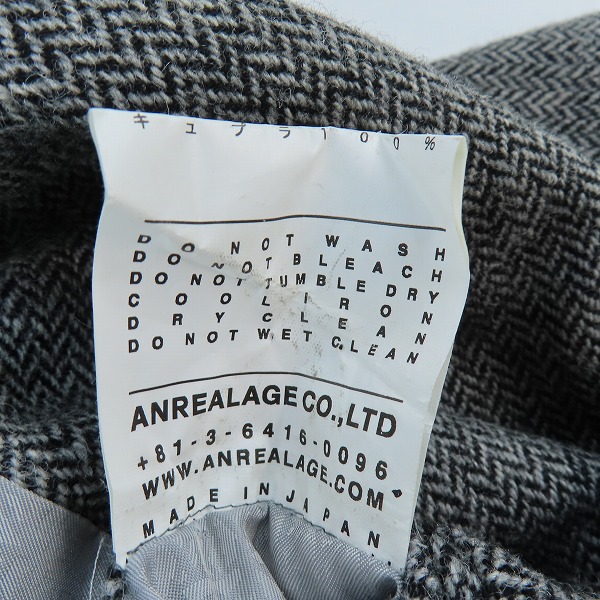 キュプラ100%
DO NOT WASH
DO NOT BLEACH
DO NOT TUMBLE DRY
COOL IRON
DRY CLEAN
DO NOT WET CLEAN
ANREALAGE CO.,LTD
+81-3-6416-0096
WWW.ANREALAGE.COM
MADE IN JAPAN